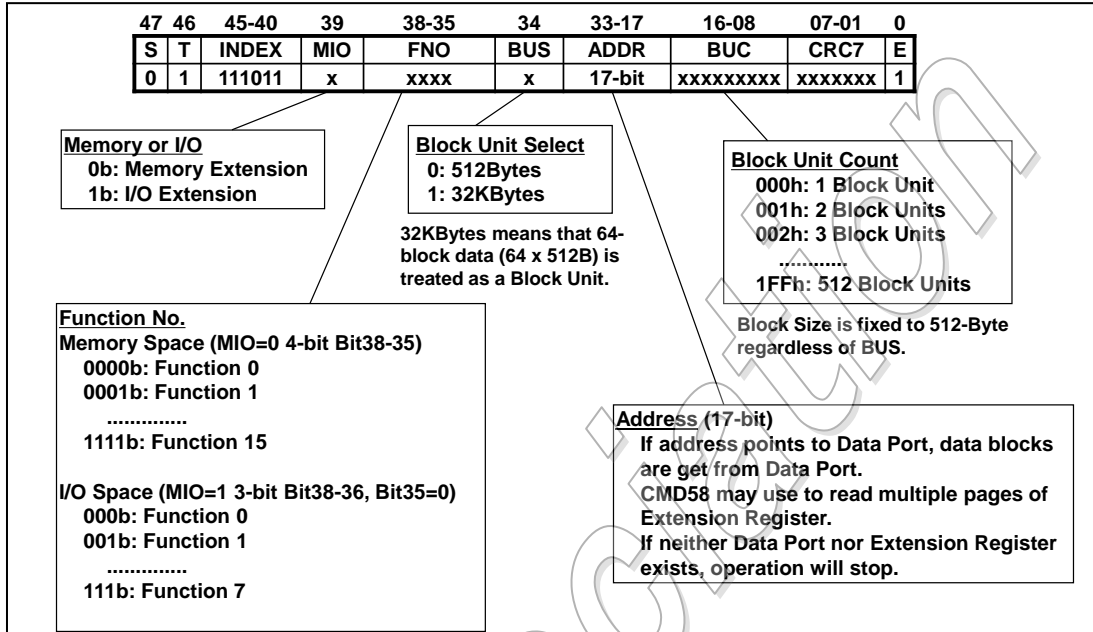 47 46 45-40 39 38-35 34 33-17 16-08 07-01 0
S T INDEX MIO FNO BUS ADDR BUC CRC7 E
0 1 111011 x xxxx x 17-bit xxxxxxxxx xxxxxxx 1
Memory or I/O
0b: Memory Extension
1b: I/O Extension
Block Unit Select
0: 512Bytes
1: 32KBytes
32KBytes means that 64-
block data (64 x 512B) is
treated as a Block Unit.
Block Unit Count
000h: 1 Block Unit
001h: 2 Block Units
002h: 3 Block Units
............
1FFh: 512 Block Units
Block Size is fixed to 512-Byte
regardless of BUS.
Function No.
Memory Space (MIO=0 4-bit Bit38-35)
0000b: Function 0
0001b: Function 1
..............
1111b: Function 15
I/O Space (MIO=1 3-bit Bit38-36, Bit35=0)
000b: Function 0
001b: Function 1
..............
111b: Function 7
Address (17-bit)
If address points to Data Port, data blocks
are get from Data Port.
CMD58 may use to read multiple pages of
Extension Register.
If neither Data Port nor Extension Register
exists, operation will stop.
ciation